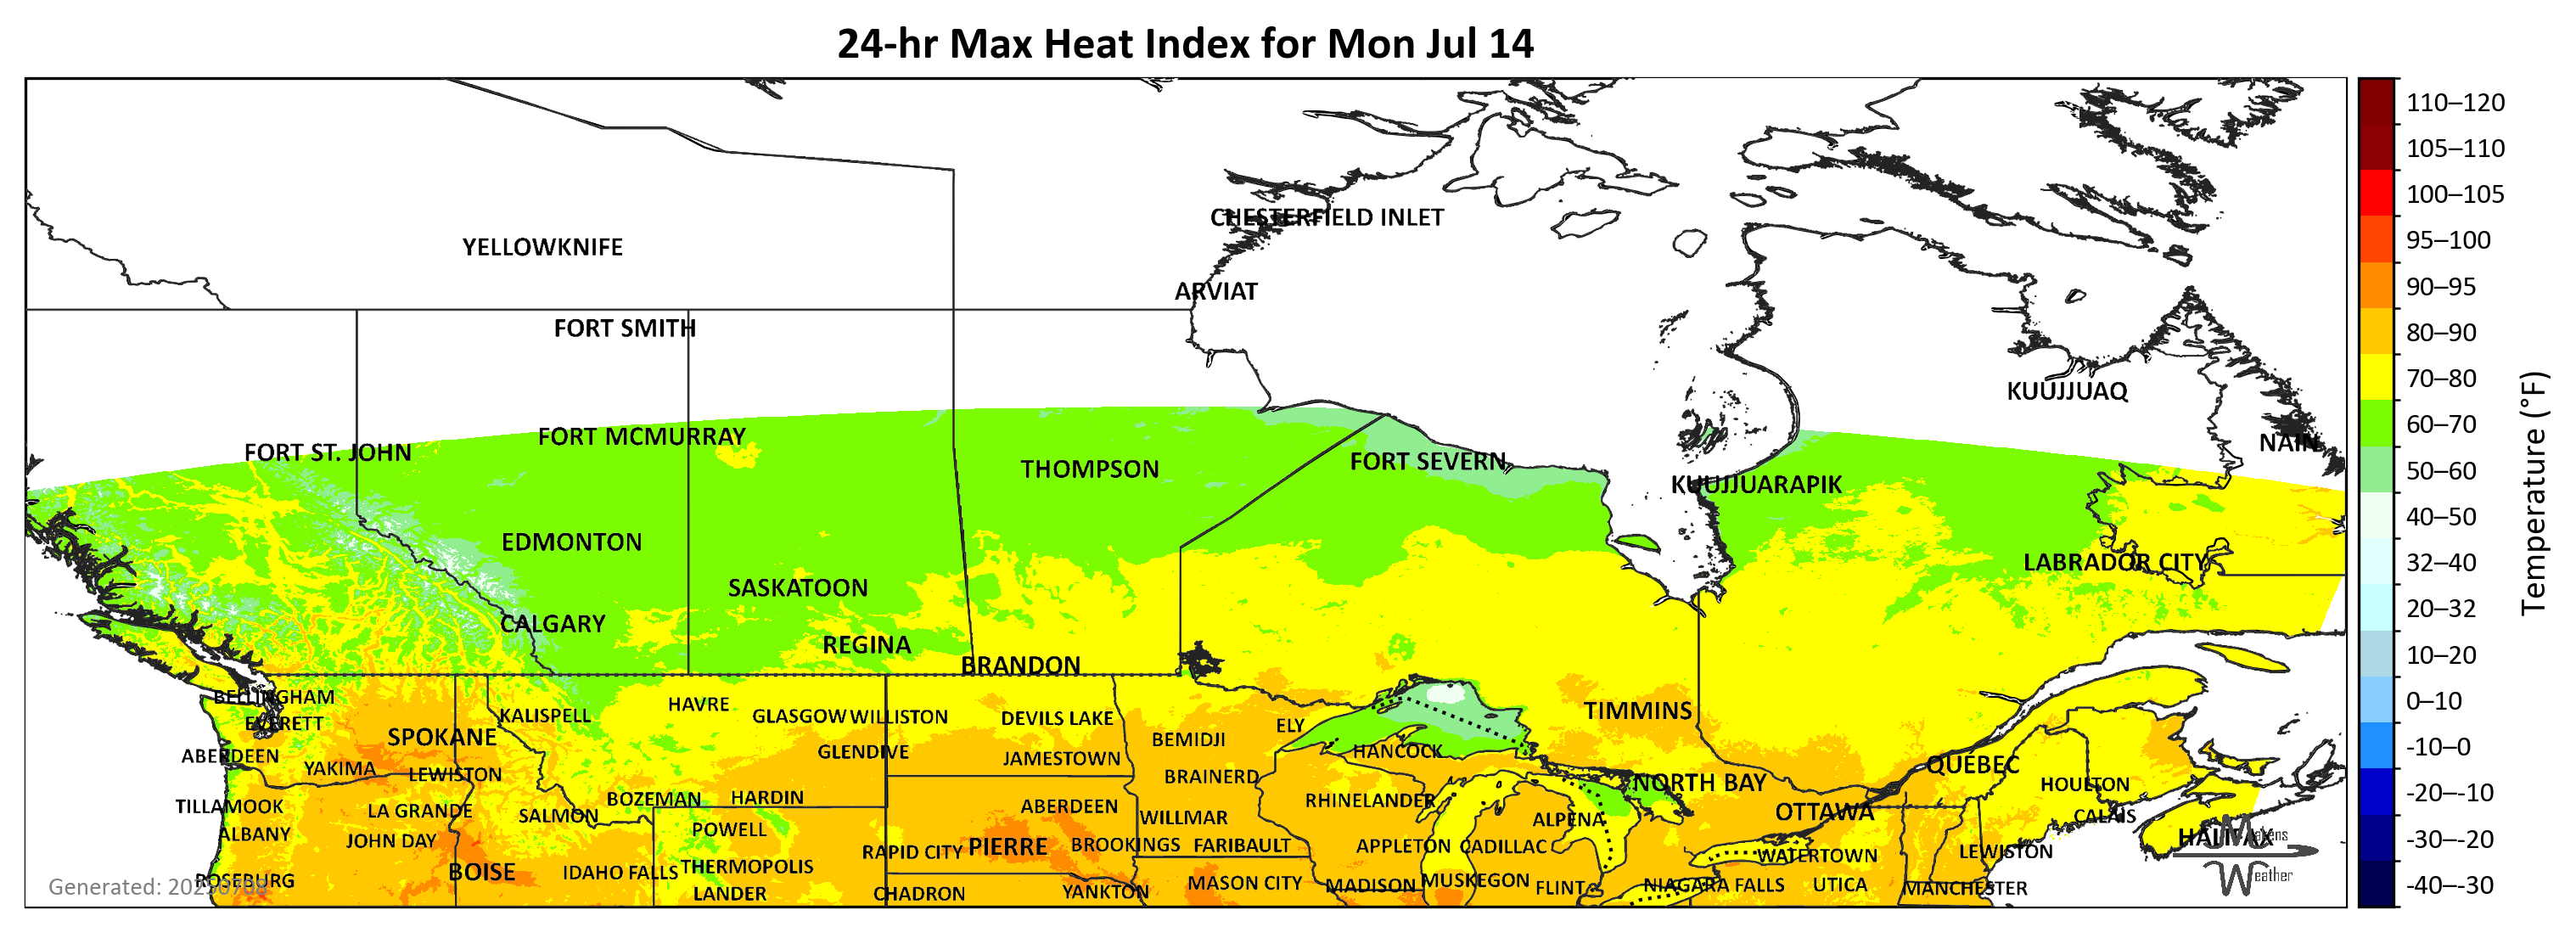 24-hr Max Heat Index for Mon Jul 14
CHESTERFIELD INLET
YELLOWKNIFE
ARVIAT
FORT SMITH
KUUJJUAQ
FORT MCMURRAY
NAIN
FORT ST. JOHN
FORT SEVERN
THOMPSON
KUUJJUARAPIK
EDMONTON
LABRADOR CITY
SASKATOON
CALGARY
REGINA
BRANDON
BELLINGHAM
HAVRE
TIMMINS
KALISPELL
GLASGOW WILLISTON
DEVILS LAKE
EVERETT
ELY
SPOKANE
BEMIDJI
GLENDIVE
HANCOCK
ABERDEEN
JAMESTOWN
QUÉBEC
YAKIMA
LEWISTON
BRAINERD
NORTH BAY
HOULTON
BOZEMAN
HARDIN
RHINELANDER
TILLAMOOK
LA GRANDE
ABERDEEN
SALMON
WILLMAR
OTTAWA
CALAIS
ALPENA
ALBANY
POWELL
HALIFAX
JOHN DAY
RAPID CITY
PIERRE
BROOKINGS
FARIBAULT
APPLETON
CADILLAC
WATERTOWN
LEWISTON
BOISE
IDAHO FALLS
THERMOPOLIS
ROSEBURG
MASON CITY
MADISON
MUSKEGON
FLINT
NIAGARA FALLS
UTICA
MANCHESTER
LANDER
CHADRON
YANKTON
Weather
110–120
105–110
100–105
95–100
90–95
80–90
70–80
60–70
50–60
40–50
32–40
20–32
10–20
0–10
-10–0
-20–-10
-30–-20
-40–-30
Temperature (°F)